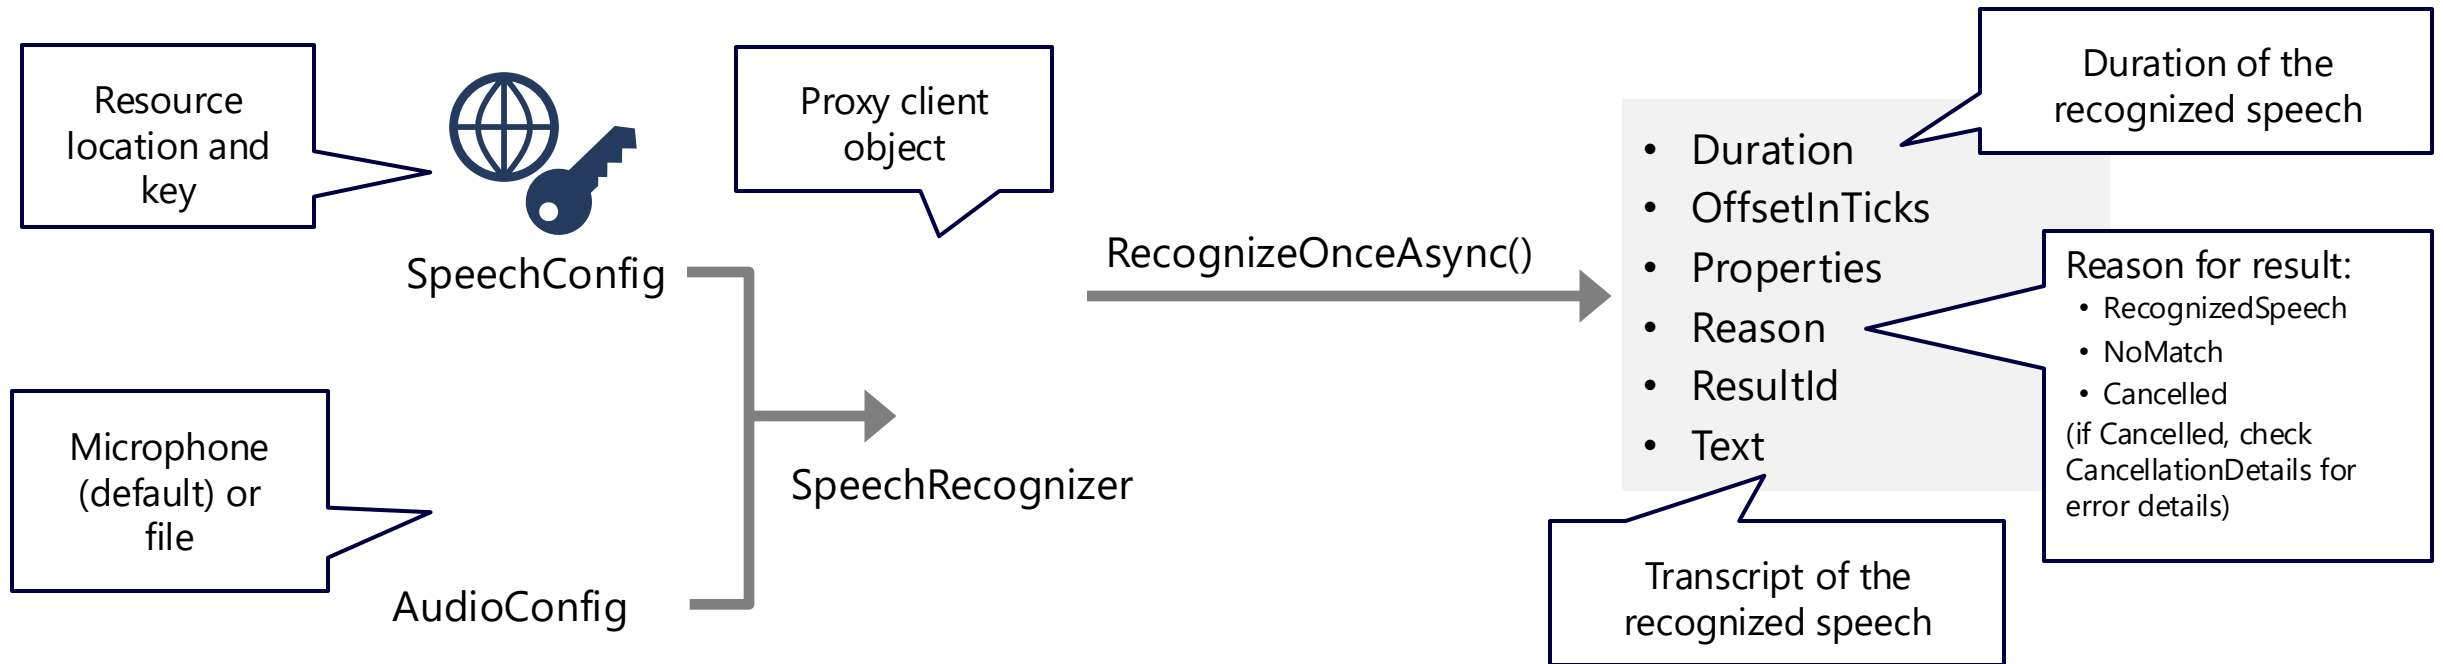 Resource
location and
key
SpeechConfig
Microphone
(default) or
file
AudioConfig
Proxy client
object
SpeechRecognizer
RecognizeOnceAsync()
• Duration
• OffsetInTicks
• Properties
• Reason
• ResultId
• Text
Duration of the
recognized speech
Reason for result:
• RecognizedSpeech
• NoMatch
• Cancelled
(if Cancelled, check
CancellationDetails for
error details)
Transcript of the
recognized speech